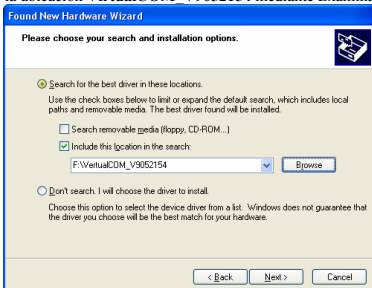 Found New Hardware Wizard
Please choose your search and installation options.
Search for the best driver in these locations.
Use the check boxes below to limit or expand the default search, which includes local
paths and removable media. The best driver found will be installed.
Search removable media (floppy, CD-ROM...)
Include this location in the search:
F:\VertualCOM_V9052154
Browse
Don't search. I will choose the driver to install.
Choose this option to select the device driver from a list. Windows does not guarantee that
the driver you choose will be the best match for your hardware.
< Back
Next >
Cancel